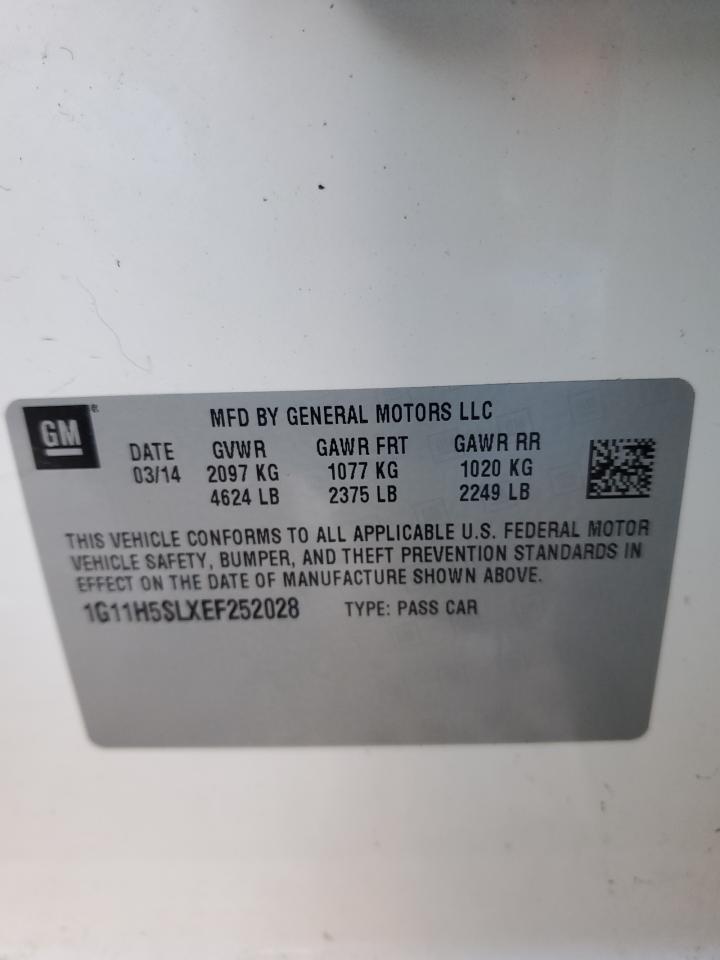 GM®
MFD BY GENERAL MOTORS LLC
DATE GVWR GAWR FRT GAWR RR
03/14 2097 KG 1077 KG 1020 KG
4624 LB 2375 LB 2249 LB
THIS VEHICLE CONFORMS TO ALL APPLICABLE U.S. FEDERAL MOTOR
VEHICLE SAFETY, BUMPER, AND THEFT PREVENTION STANDARDS IN
EFFECT ON THE DATE OF MANUFACTURE SHOWN ABOVE.
1G11H5SLXEF252028 TYPE: PASS CAR